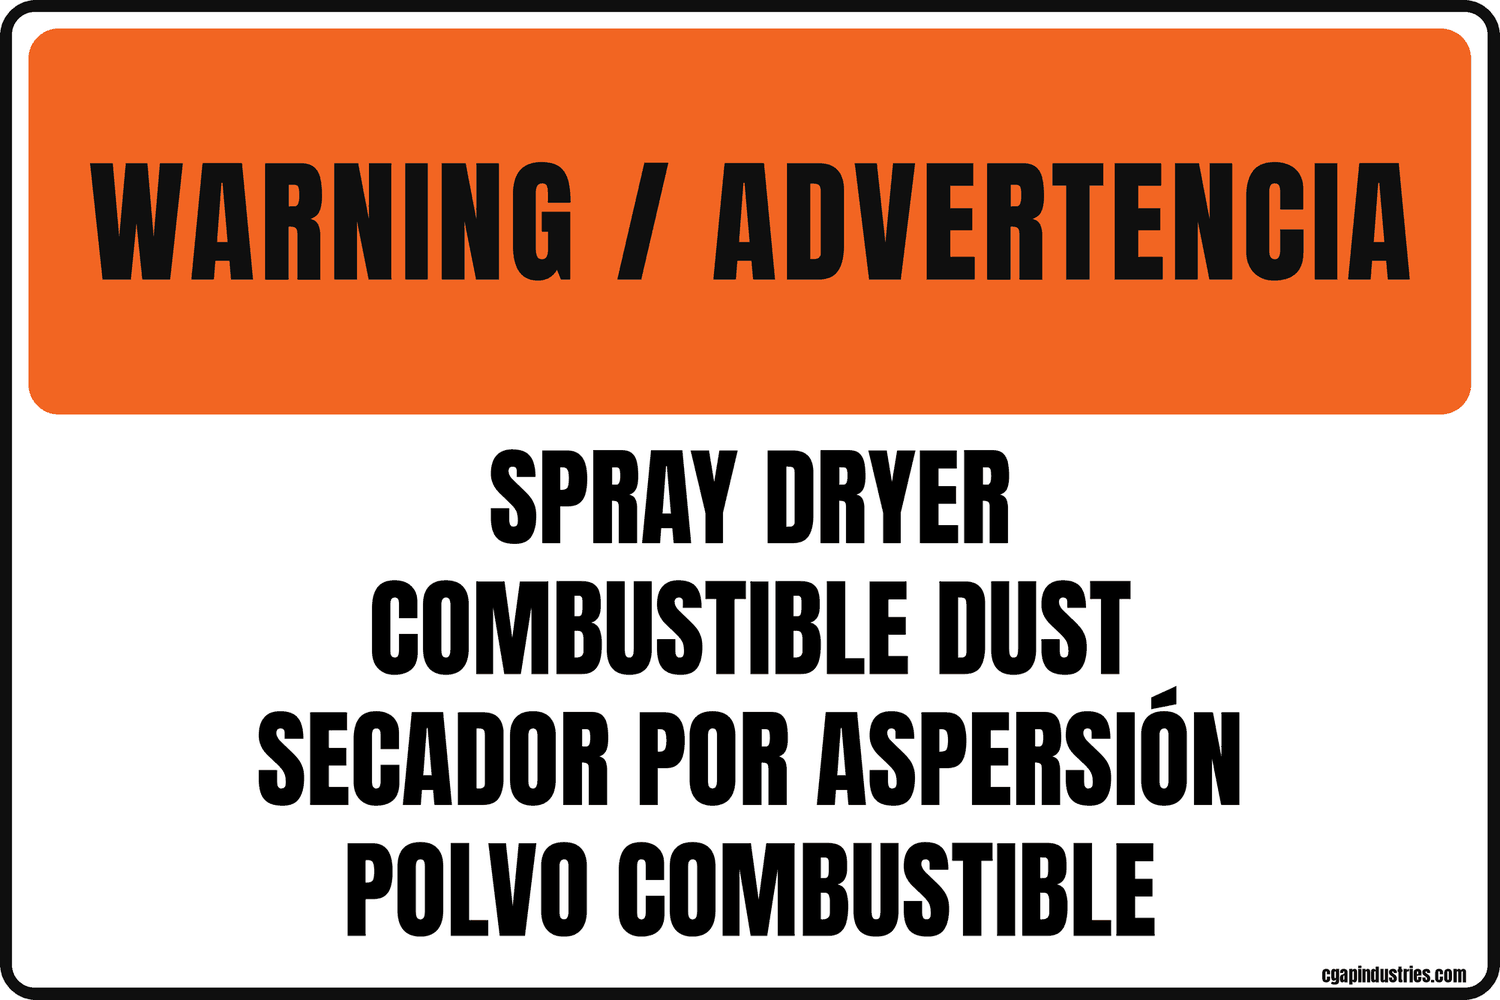 WARNING / ADVERTENCIA
SPRAY DRYER
COMBUSTIBLE DUST
SECADOR POR ASPERSIÓN
POLVO COMBUSTIBLE
cgapindustries.com